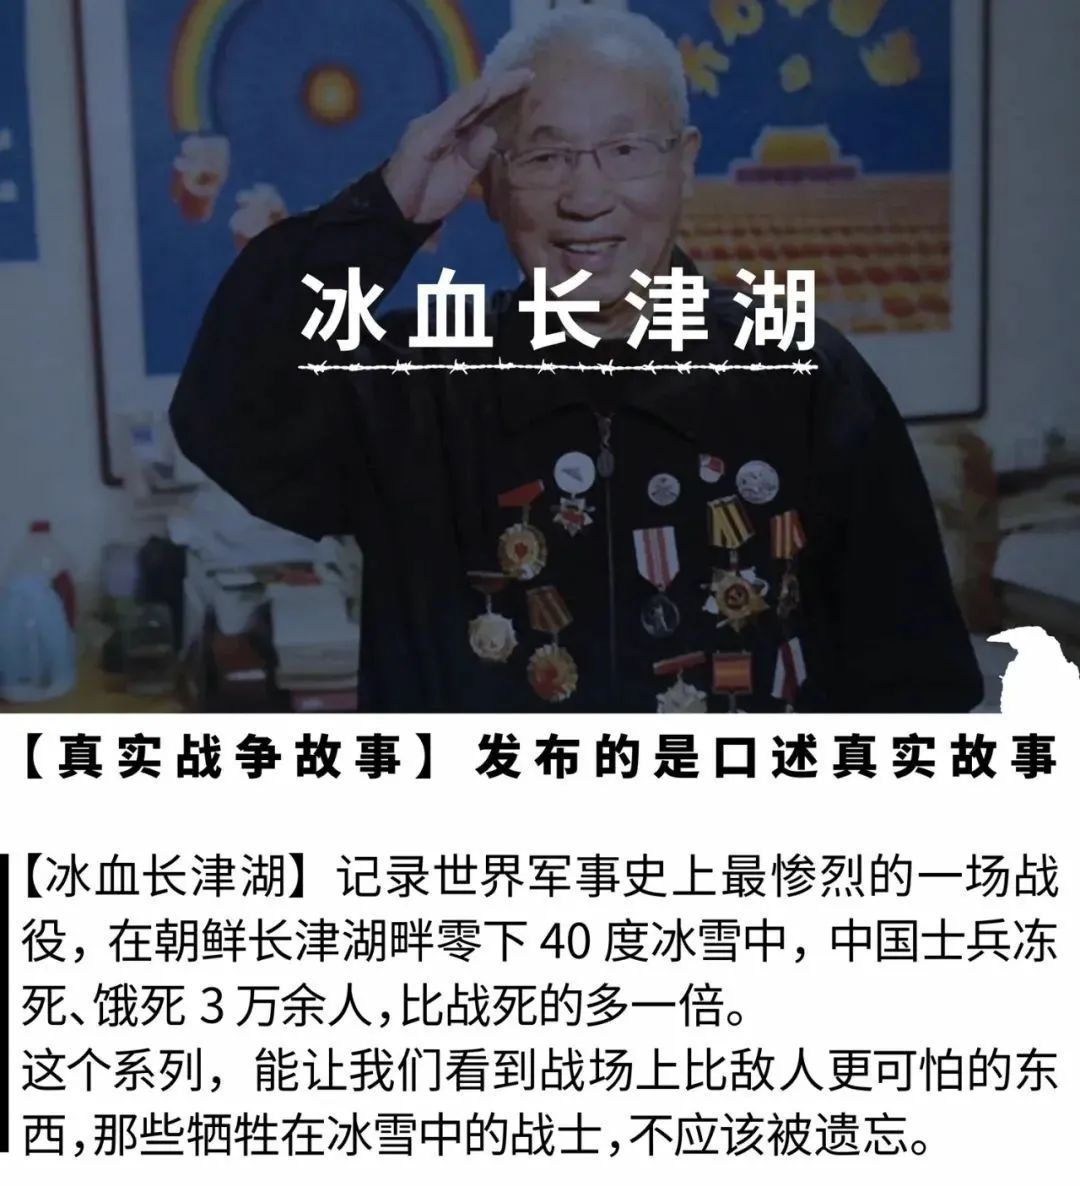 冰血长津湖
【真实战争故事】发布的是口述真实故事
【冰血长津湖】记录世界军事史上最惨烈的一场战
役，在朝鲜长津湖畔零下 40 度冰雪中，中国士兵冻
死、饿死 3 万余人，比战死的多一倍。
这个系列，能让我们看到战场上比敌人更可怕的东
西，那些牺牲在冰雪中的战士，不应该被遗忘。